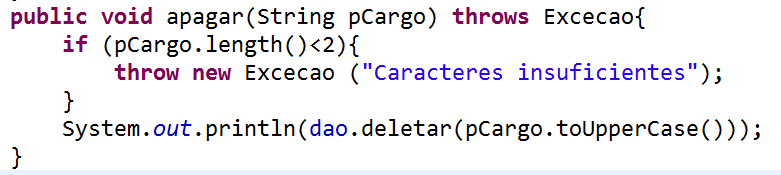 public void apagar(String pCargo) throws Excecao{
if (pCargo.length()<2){
throw new Excecao ("Caracteres insuficientes");
}
System.out.println(dao.deletar(pCargo.toUpperCase()));
}